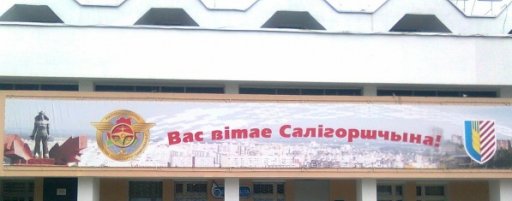 Вас вітае Салігоршчына!